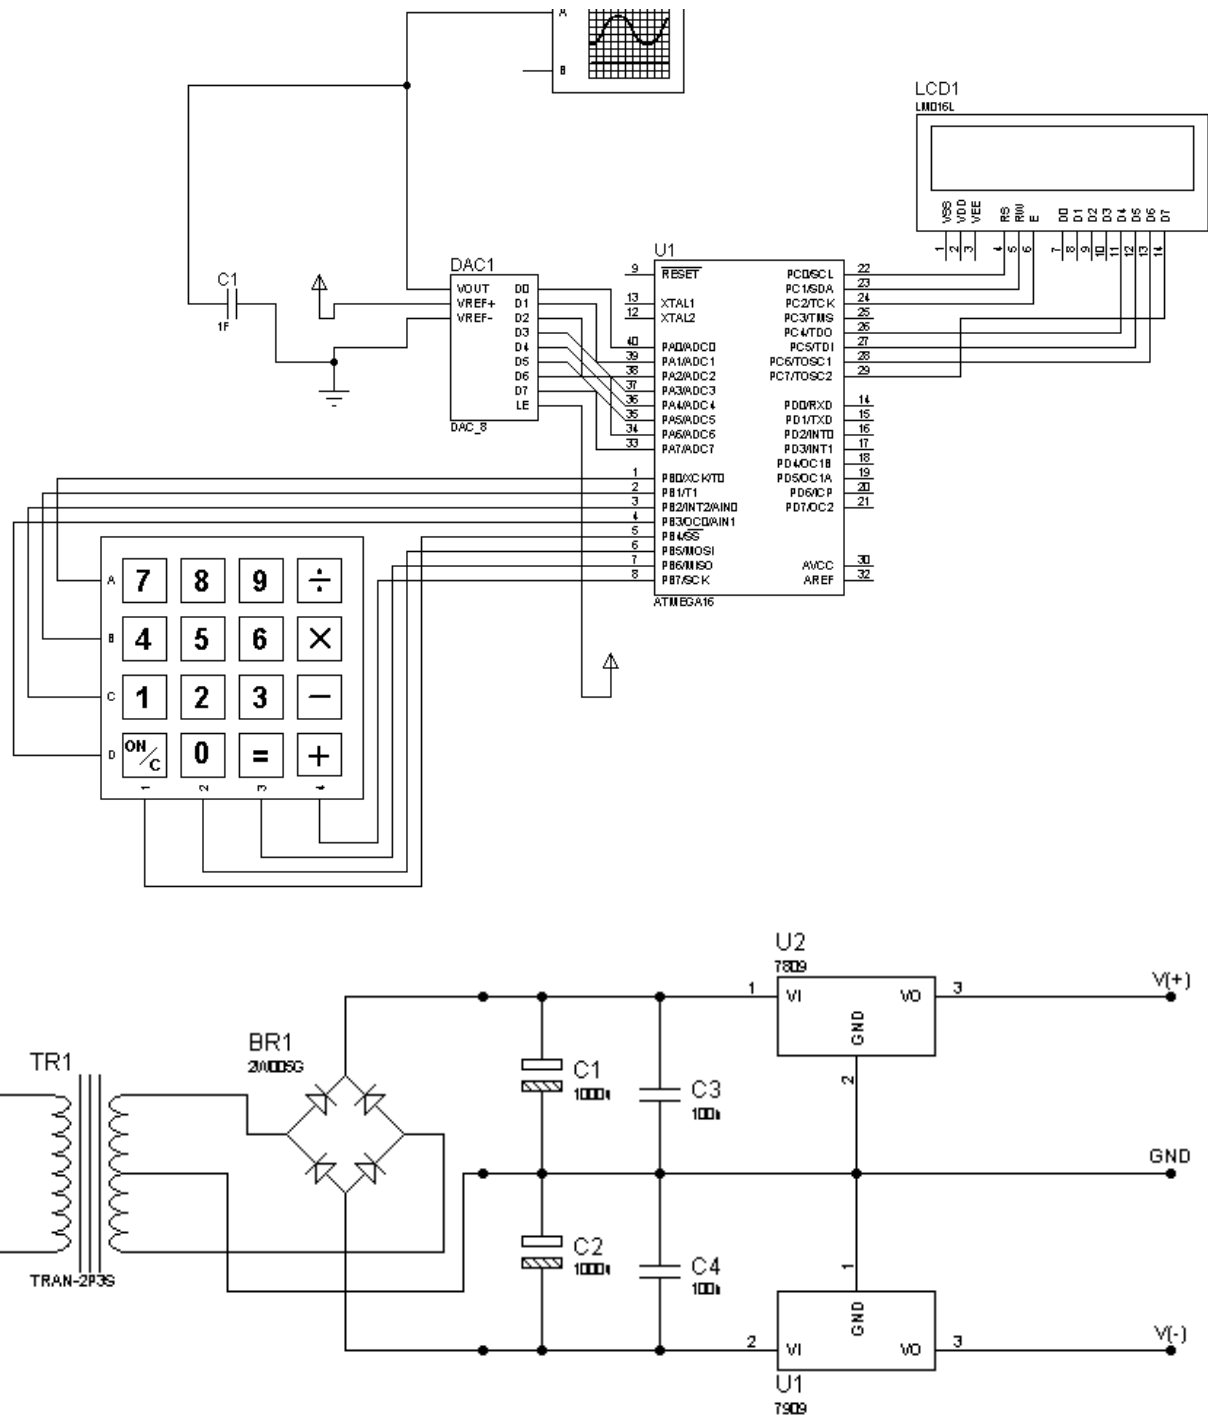 A
B
LCD1
LM016L
VSS VDD VEE RS RW E D0 D1 D2 D3 D4 D5 D6 D7
1 2 3 4 5 6 7 8 9 10 11 12 13 14
C1
1F
DAC1
VOUT D0
VREF+ D1
VREF- D2
D3
D4
D5
D6
D7
LE
DAC_8
U1
9 RESET PC0/SCL 22
PC1/SDA 23
13 XTAL1 PC2/TCK 24
12 XTAL2 PC3/TMS 25
PC4/TDO 26
40 PA0/ADC0 PC5/TDI 27
39 PA1/ADC1 PC6/TOSC1 28
38 PA2/ADC2 PC7/TOSC2 29
37 PA3/ADC3
36 PA4/ADC4 PD0/RXD 14
35 PA5/ADC5 PD1/TXD 15
34 PA6/ADC6 PD2/INT0 16
33 PA7/ADC7 PD3/INT1 17
PD4/OC1B 18
1 PB0/XCK/T0 PD5/OC1A 19
2 PB1/T1 PD6/ICP 20
3 PB2/INT2/AIN0 PD7/OC2 21
4 PB3/OC0/AIN1
5 PB4/SS
6 PB5/MOSI
7 PB6/MISO AVCC 30
8 PB7/SCK AREF 32
ATMEGA16
A 7 8 9 ÷
B 4 5 6 ×
C 1 2 3 −
D ON/C 0 = +
1 2 3 4
U2
7809
1 VI VO 3 V(+)
GND
2
BR1
2W005G
TR1
TRAN-2P3S
C1
1000u
C3
100n
GND
C2
1000u
C4
100n
1
GND
2 VI VO 3 V(-)
U1
7909